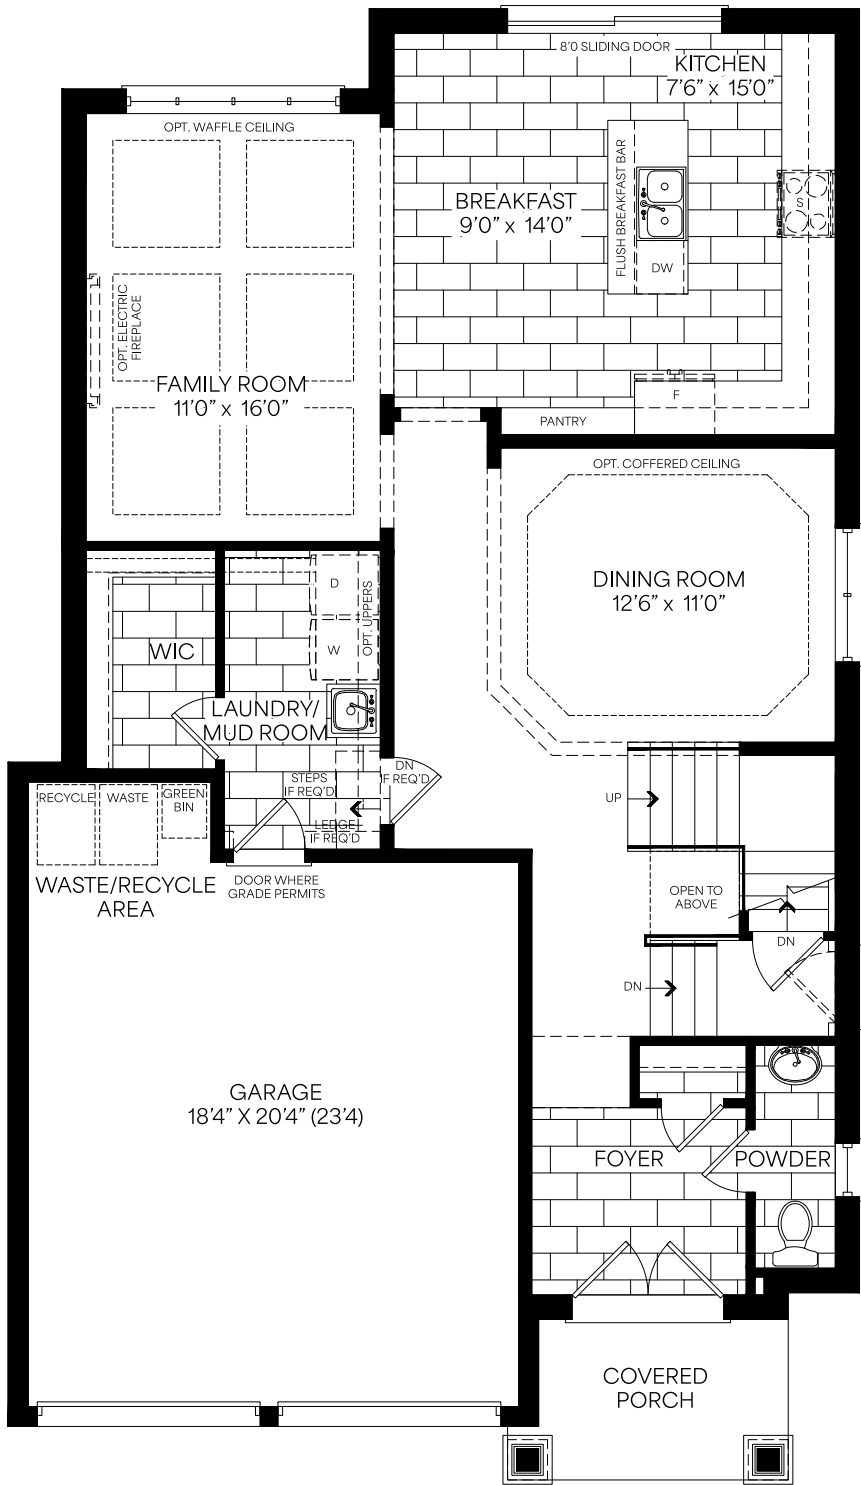 8'0 SLIDING DOOR
KITCHEN
7'6" x 15'0"
OPT. WAFFLE CEILING
BREAKFAST
9'0" x 14'0"
FLUSH BREAKFAST BAR
S
DW
OPT. ELECTRIC
FIREPLACE
FAMILY ROOM
11'0" x 16'0"
F
PANTRY
OPT. COFFERED CEILING
DINING ROOM
12'6" x 11'0"
D
W
OPT. UPPERS
WIC
LAUNDRY/
MUD ROOM
DN
IF REQ'D
STEPS
IF REQ'D
LEDGE
IF REQ'D
RECYCLE
WASTE
GREEN
BIN
UP
WASTE/RECYCLE
AREA
DOOR WHERE
GRADE PERMITS
OPEN TO
ABOVE
DN
DN
GARAGE
18'4" X 20'4" (23'4)
FOYER
POWDER
COVERED
PORCH